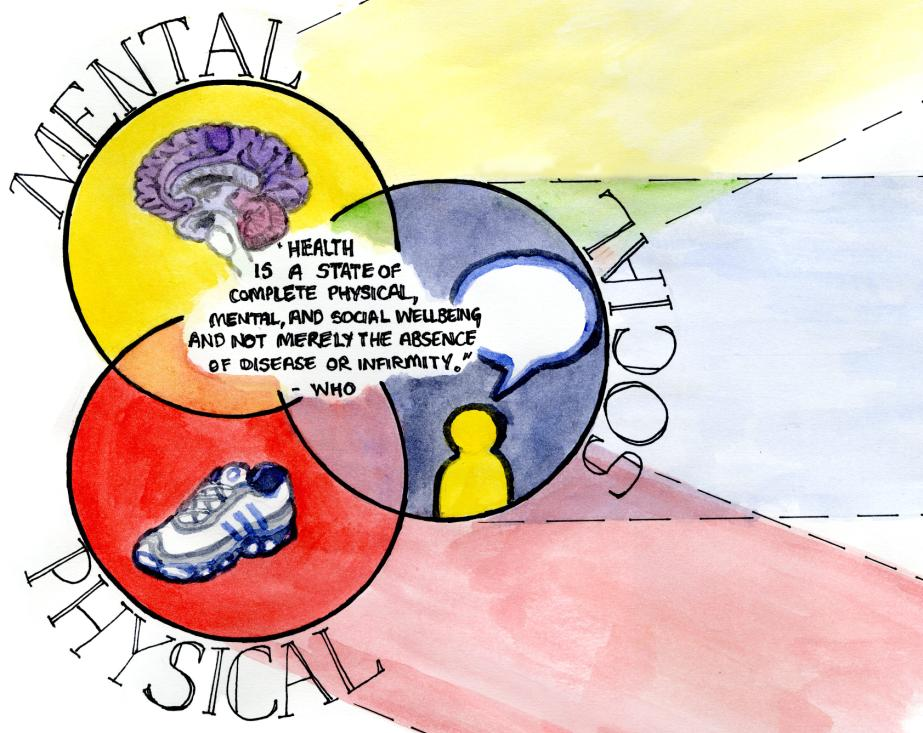 MENTAL
"HEALTH
IS A STATE OF
COMPLETE PHYSICAL,
MENTAL, AND SOCIAL WELLBEING
AND NOT MERELY THE ABSENCE
OF DISEASE OR INFIRMITY."
- WHO
SOCIAL
PHYSICAL